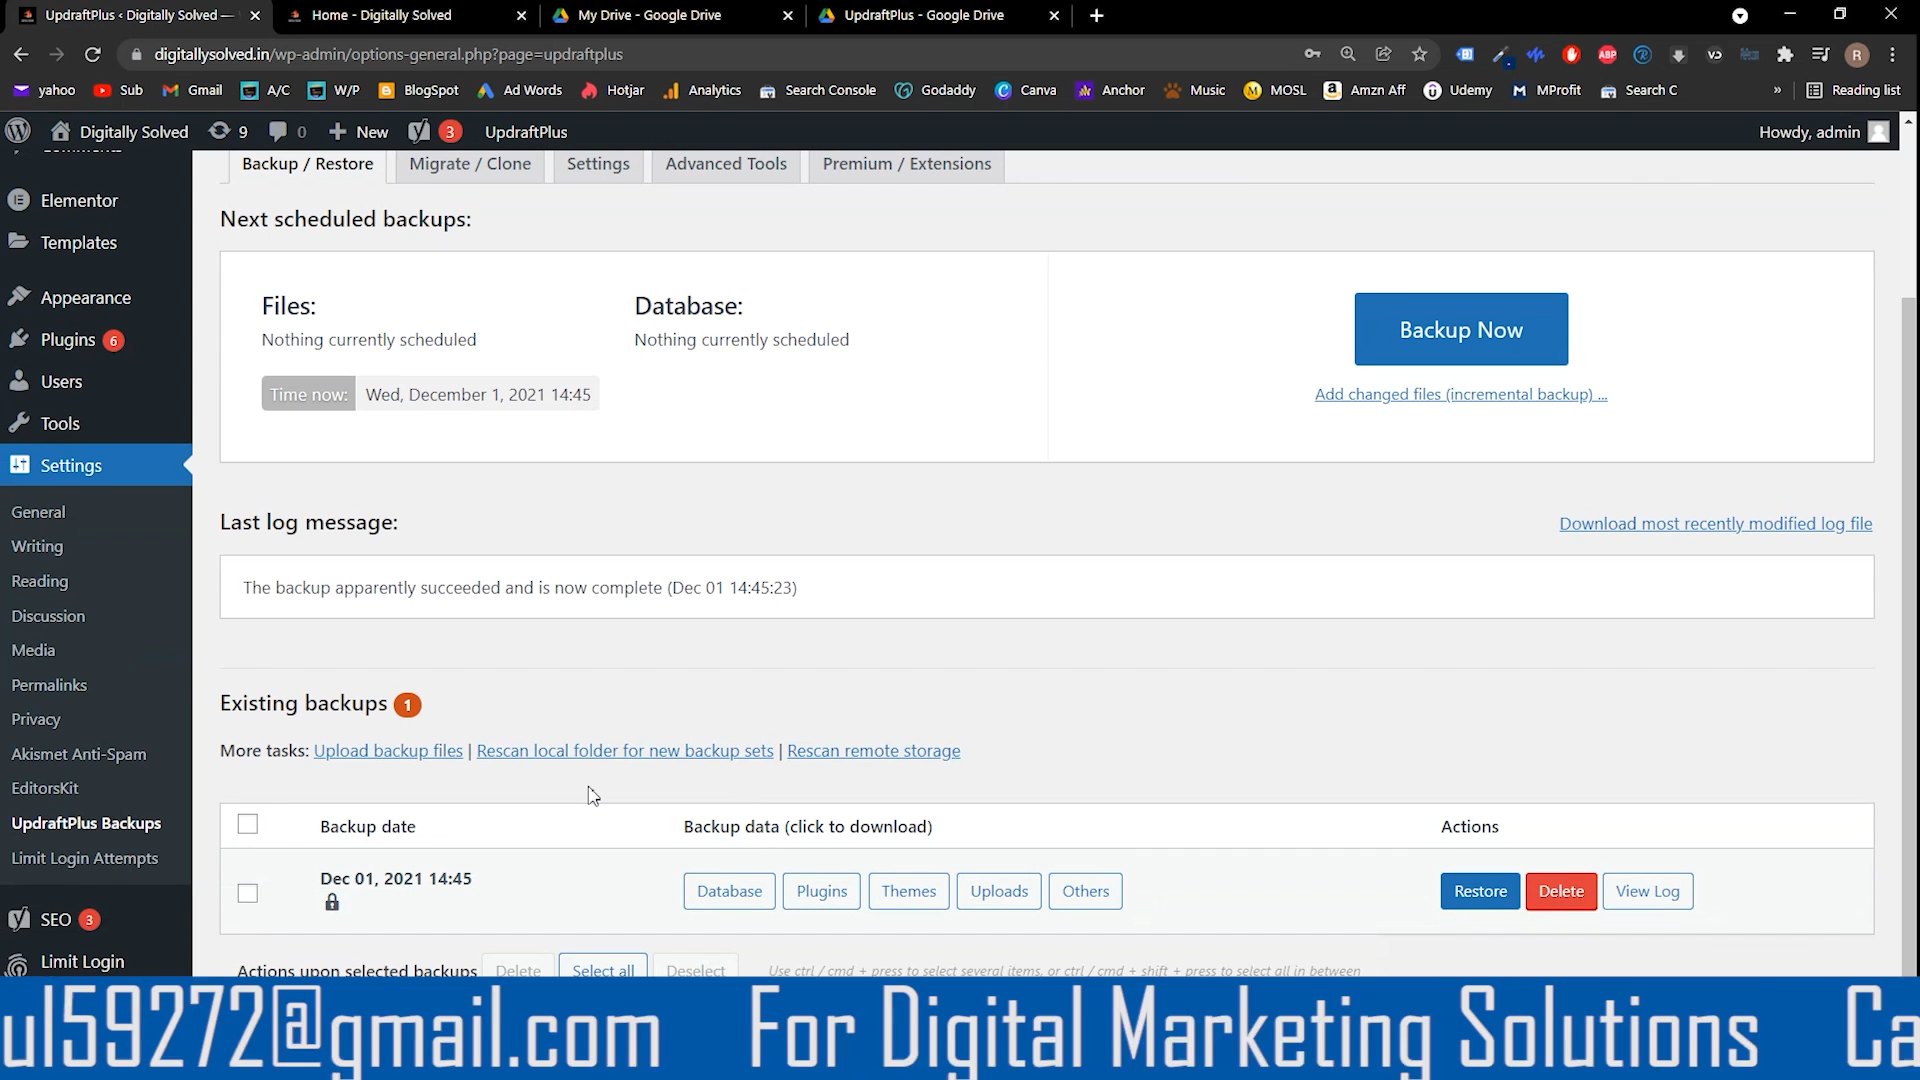 UpdraftPlus ‹ Digitally Solved —
Home - Digitally Solved
My Drive - Google Drive
UpdraftPlus - Google Drive
digitallysolved.in/wp-admin/options-general.php?page=updraftplus
yahoo Sub Gmail A/C W/P BlogSpot Ad Words Hotjar Analytics Search Console Godaddy Canva Anchor Music MOSL Amzn Aff Udemy MProfit Search C » Reading list
Digitally Solved 9 0 New 3 UpdraftPlus Howdy, admin
Elementor
Templates
Appearance
Plugins 6
Users
Tools
Settings
General
Writing
Reading
Discussion
Media
Permalinks
Privacy
Akismet Anti-Spam
EditorsKit
UpdraftPlus Backups
Limit Login Attempts
SEO 3
Limit Login
Backup / Restore Migrate / Clone Settings Advanced Tools Premium / Extensions
Next scheduled backups:
Files: Database:
Nothing currently scheduled Nothing currently scheduled
Time now: Wed, December 1, 2021 14:45
Backup Now
Add changed files (incremental backup) ...
Last log message:
Download most recently modified log file
The backup apparently succeeded and is now complete (Dec 01 14:45:23)
Existing backups 1
More tasks: Upload backup files | Rescan local folder for new backup sets | Rescan remote storage
Backup date Backup data (click to download) Actions
Dec 01, 2021 14:45 Database Plugins Themes Uploads Others Restore Delete View Log
Actions upon selected backups Delete Select all Deselect Use ctrl / cmd + press to select several items, or ctrl / cmd + shift + press to select all in between
ul59272@gmail.com For Digital Marketing Solutions Ca